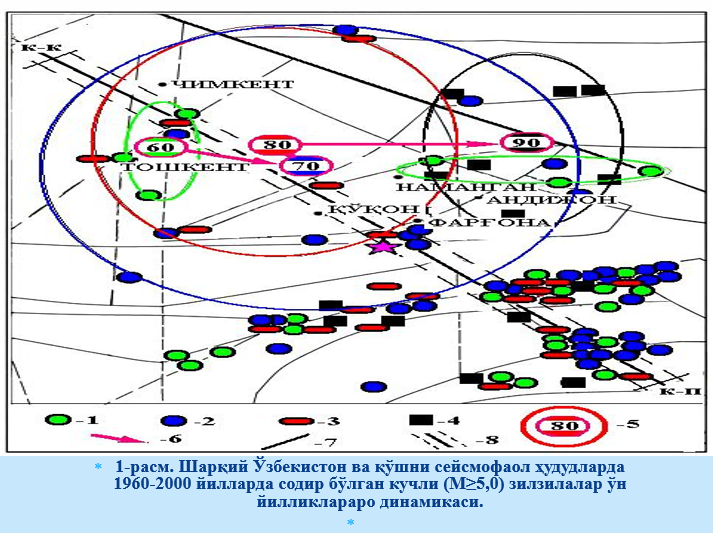 К-К
ЧИМКЕНТ
60
80
70
90
ТОШКЕНТ
НАМАНГАН
АНДИЖОН
ҚЎҚОН
ФАРҒОНА
К-П
-1 -2 -3 -4 80 -5
-6 -7 -8
* 1-расм. Шарқий Ўзбекистон ва қўшни сейсмофаол ҳудудларда
1960-2000 йилларда содир бўлган кучли (М≥5,0) зилзилалар ўн
йилликлараро динамикаси.
*